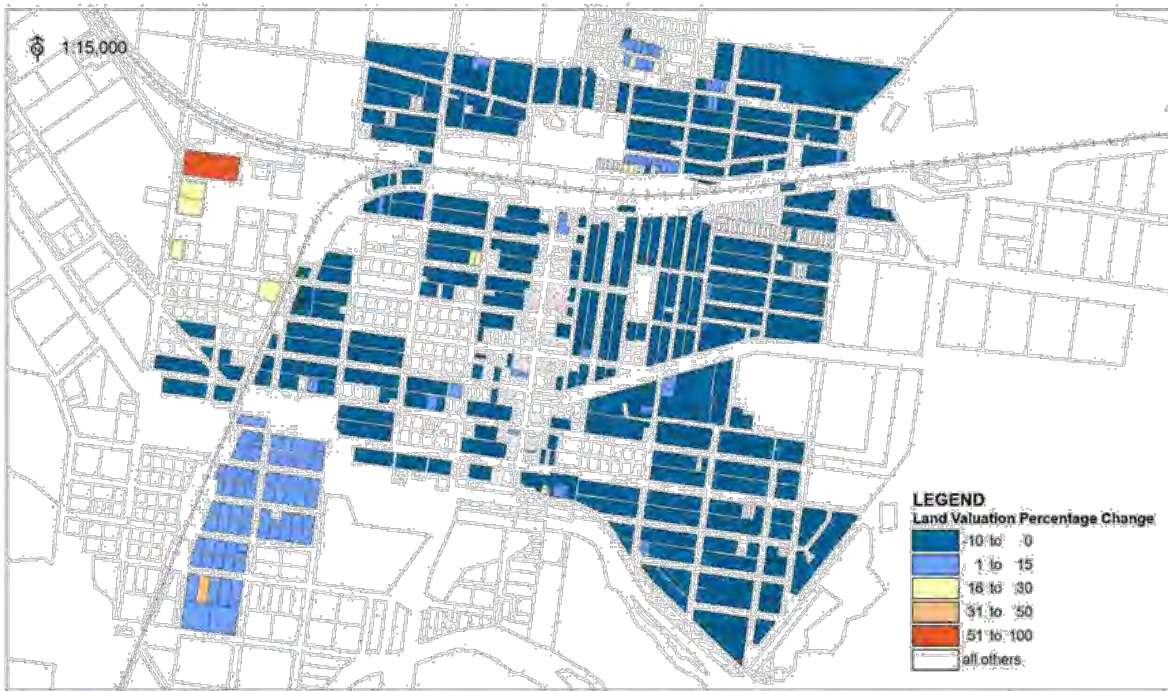 1:15,000
LEGEND
Land Valuation Percentage Change
-10 to 0
1 to 15
16 to 30
31 to 50
51 to 100
all others